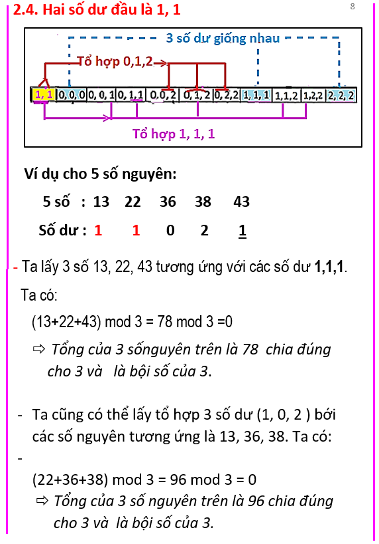 8
2.4. Hai số dư đầu là 1, 1
3 số dư giống nhau
Tổ hợp 0,1,2
1, 1 0, 0, 0 0, 0, 1 0, 1, 1 0, 0, 2 0, 1, 2 0, 2, 2 1, 1, 1 1,1,2 1,2,2 2, 2, 2
Tổ hợp 1, 1, 1
Ví dụ cho 5 số nguyên:
5 số : 13 22 36 38 43
Số dư : 1 1 0 2 1
- Ta lấy 3 số 13, 22, 43 tương ứng với các số dư 1,1,1.
Ta có:
(13+22+43) mod 3 = 78 mod 3 =0
⇨ Tổng của 3 sốnguyên trên là 78 chia đúng
cho 3 và là bội số của 3.
- Ta cũng có thể lấy tổ hợp 3 số dư (1, 0, 2 ) bới
các số nguyên tương ứng là 13, 36, 38. Ta có:
-
(22+36+38) mod 3 = 96 mod 3 = 0
⇨ Tổng của 3 số nguyên trên là 96 chia đúng
cho 3 và là bội số của 3.